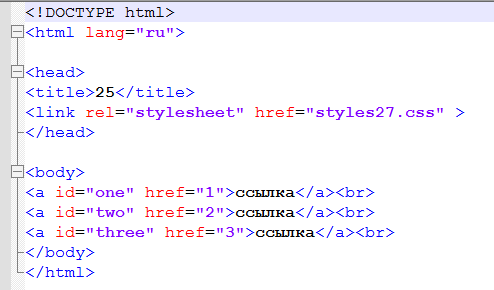 <!DOCTYPE html>
<html lang="ru">
<head>
<title>25</title>
<link rel="stylesheet" href="styles27.css" >
</head>
<body>
<a id="one" href="1">ссылка</a><br>
<a id="two" href="2">ссылка</a><br>
<a id="three" href="3">ссылка</a><br>
</body>
</html>